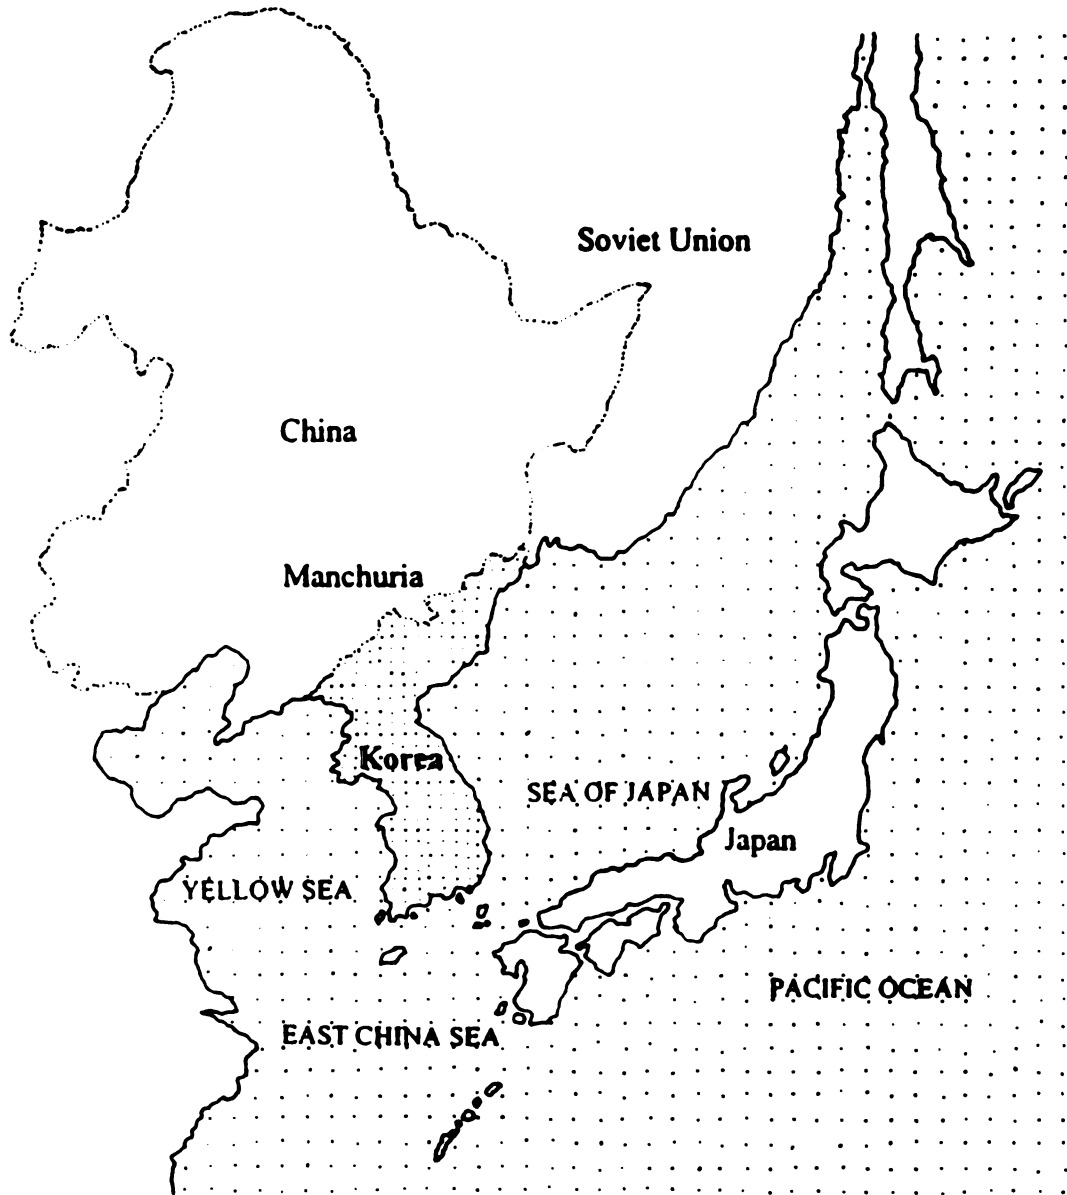 Soviet Union
China
Manchuria
Korea
SEA OF JAPAN
Japan
YELLOW SEA
PACIFIC OCEAN
EAST CHINA SEA